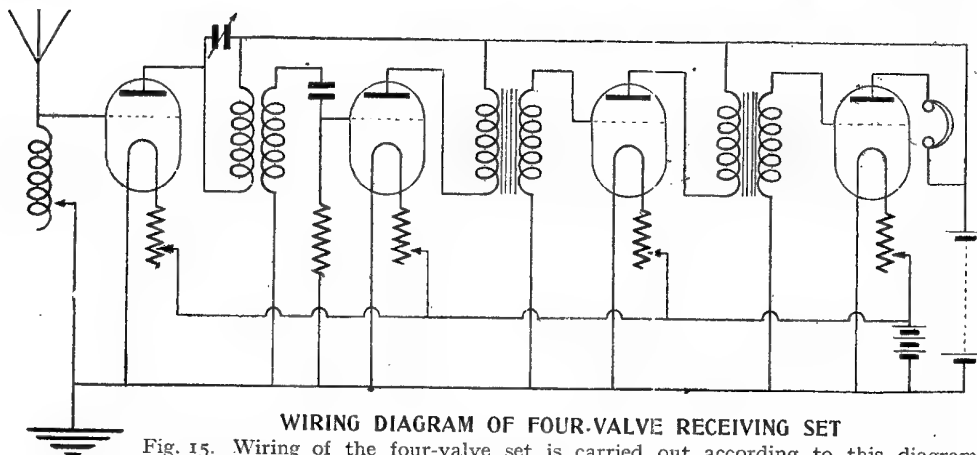 WIRING DIAGRAM OF FOUR-VALVE RECEIVING SET
Fig. 15. Wiring of the four-valve set is carried out according to this diagram